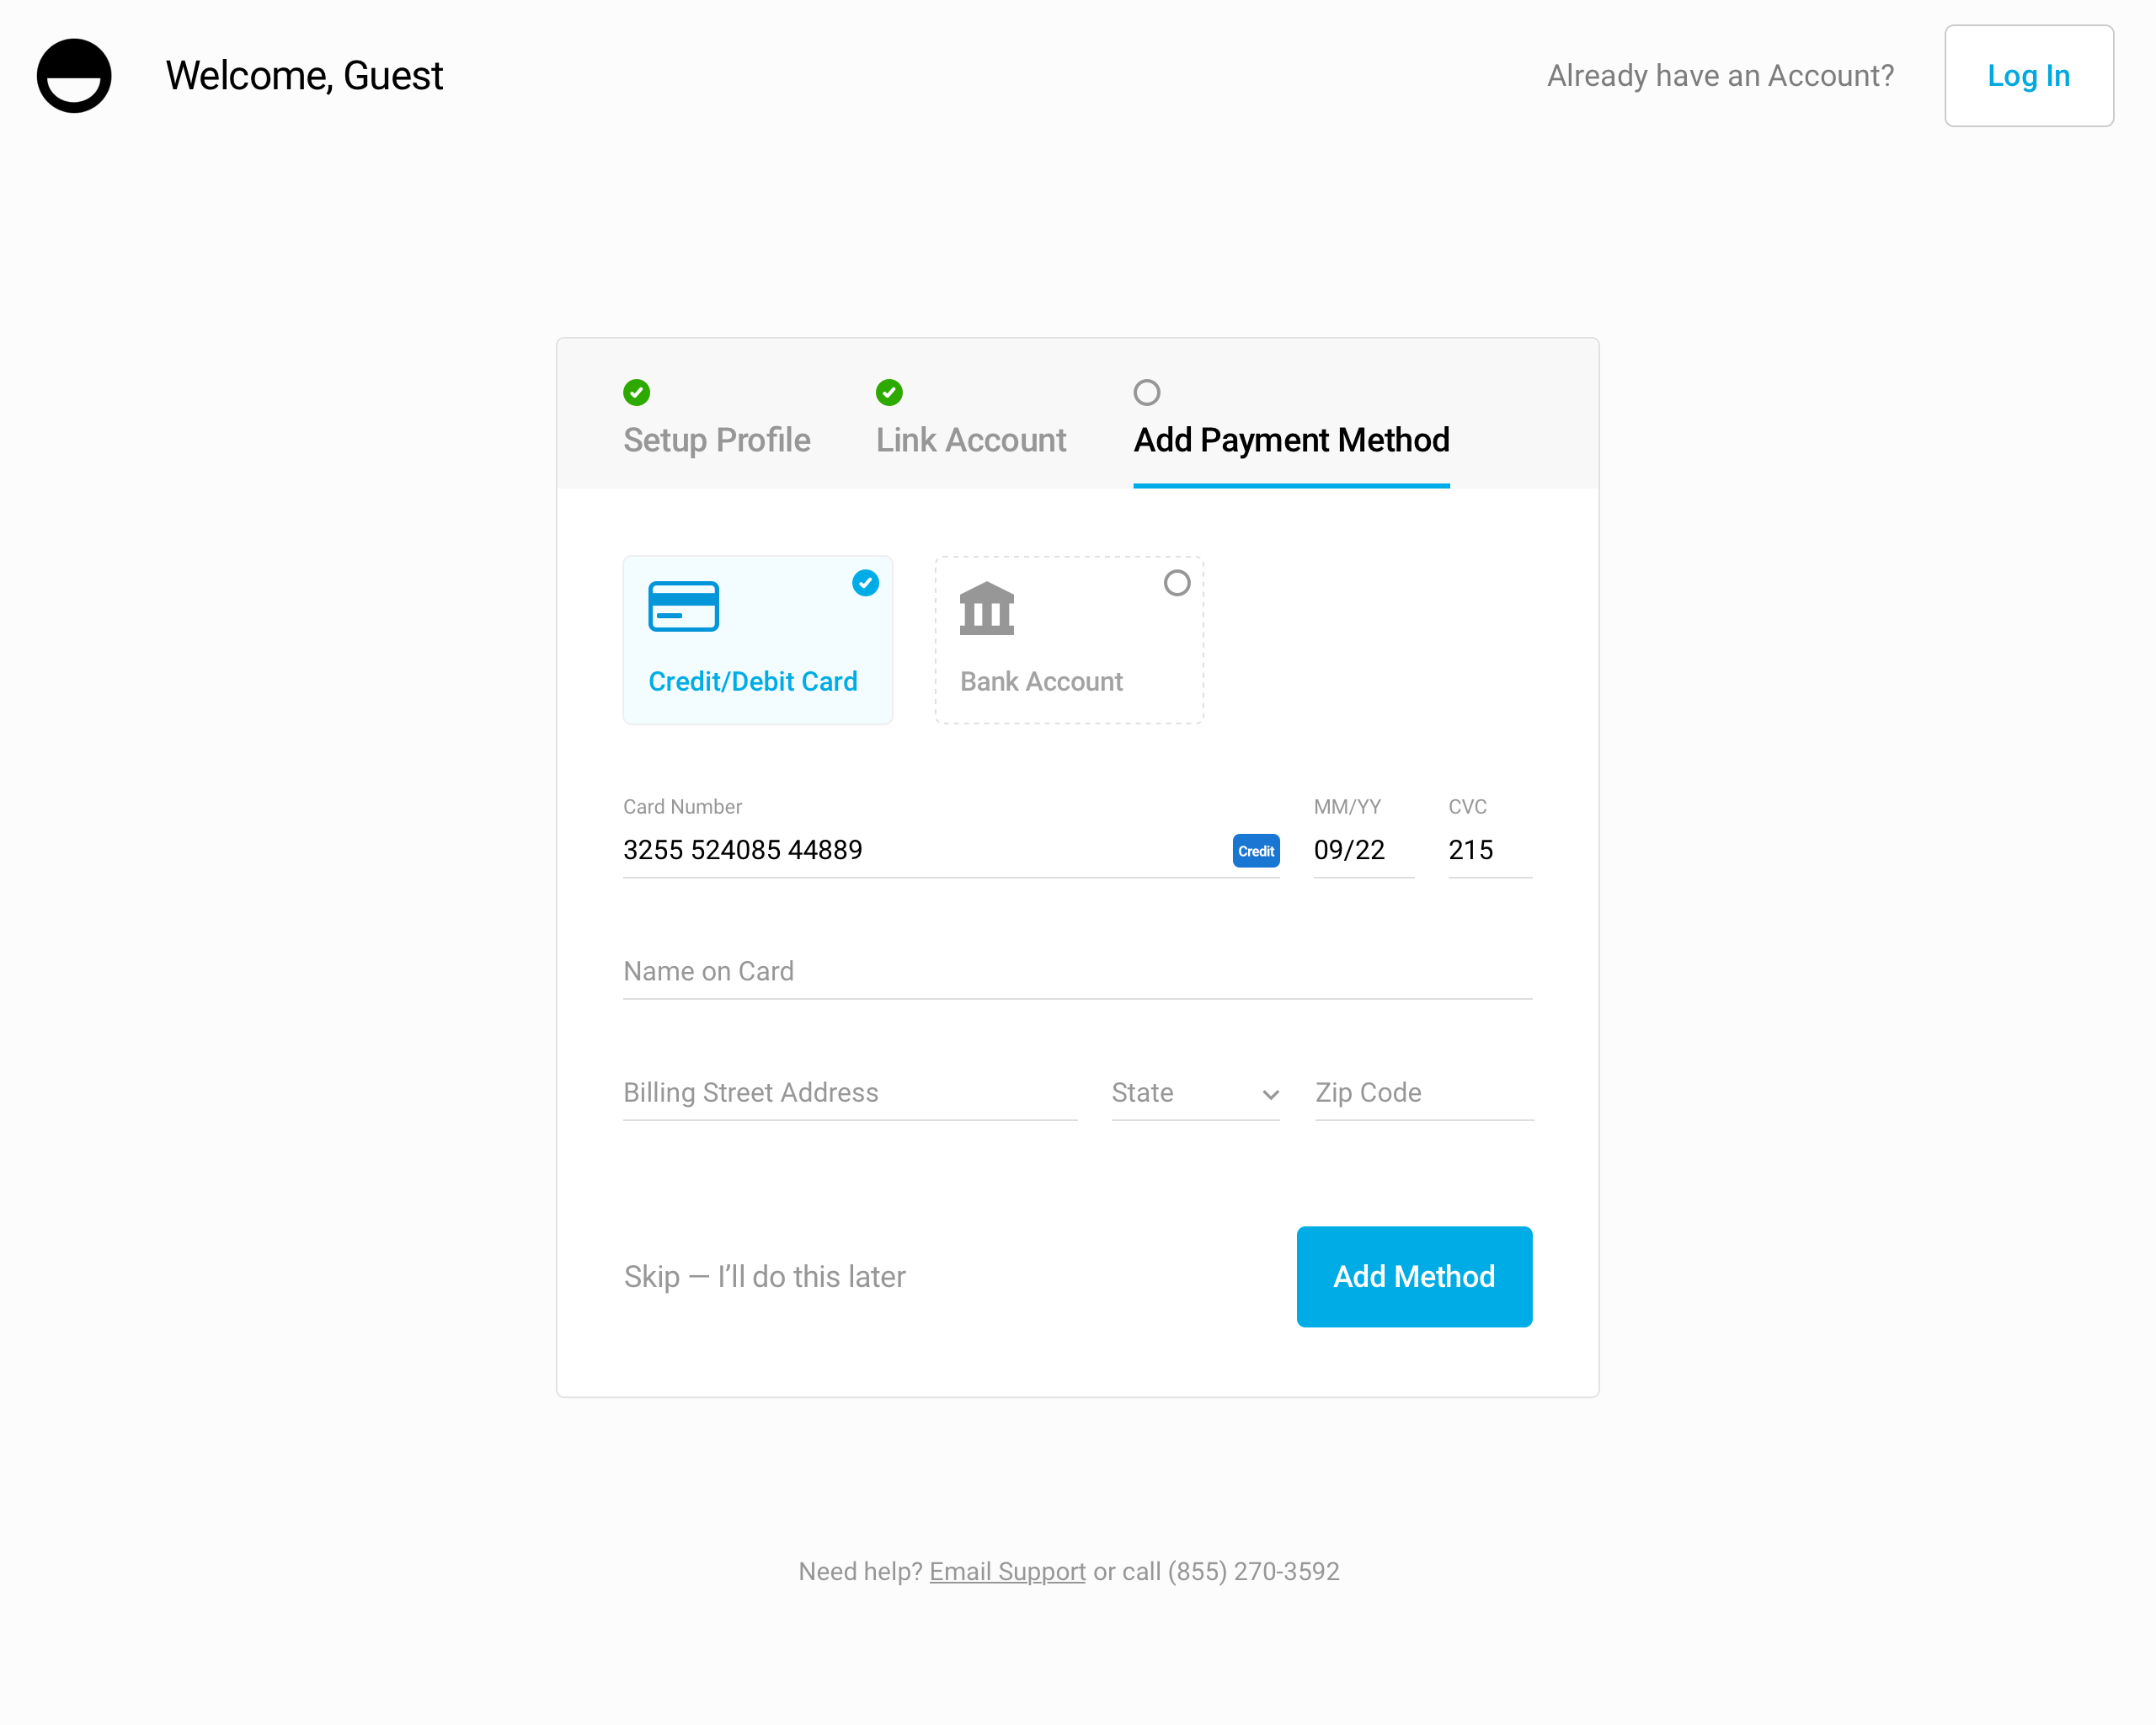 Welcome, Guest
Already have an Account?
Log In
Setup Profile
Link Account
Add Payment Method
Credit/Debit Card
Bank Account
Card Number
MM/YY
CVC
3255 524085 44889
Credit
09/22
215
Name on Card
Billing Street Address
State
Zip Code
Skip — I’ll do this later
Add Method
Need help? Email Support or call (855) 270-3592